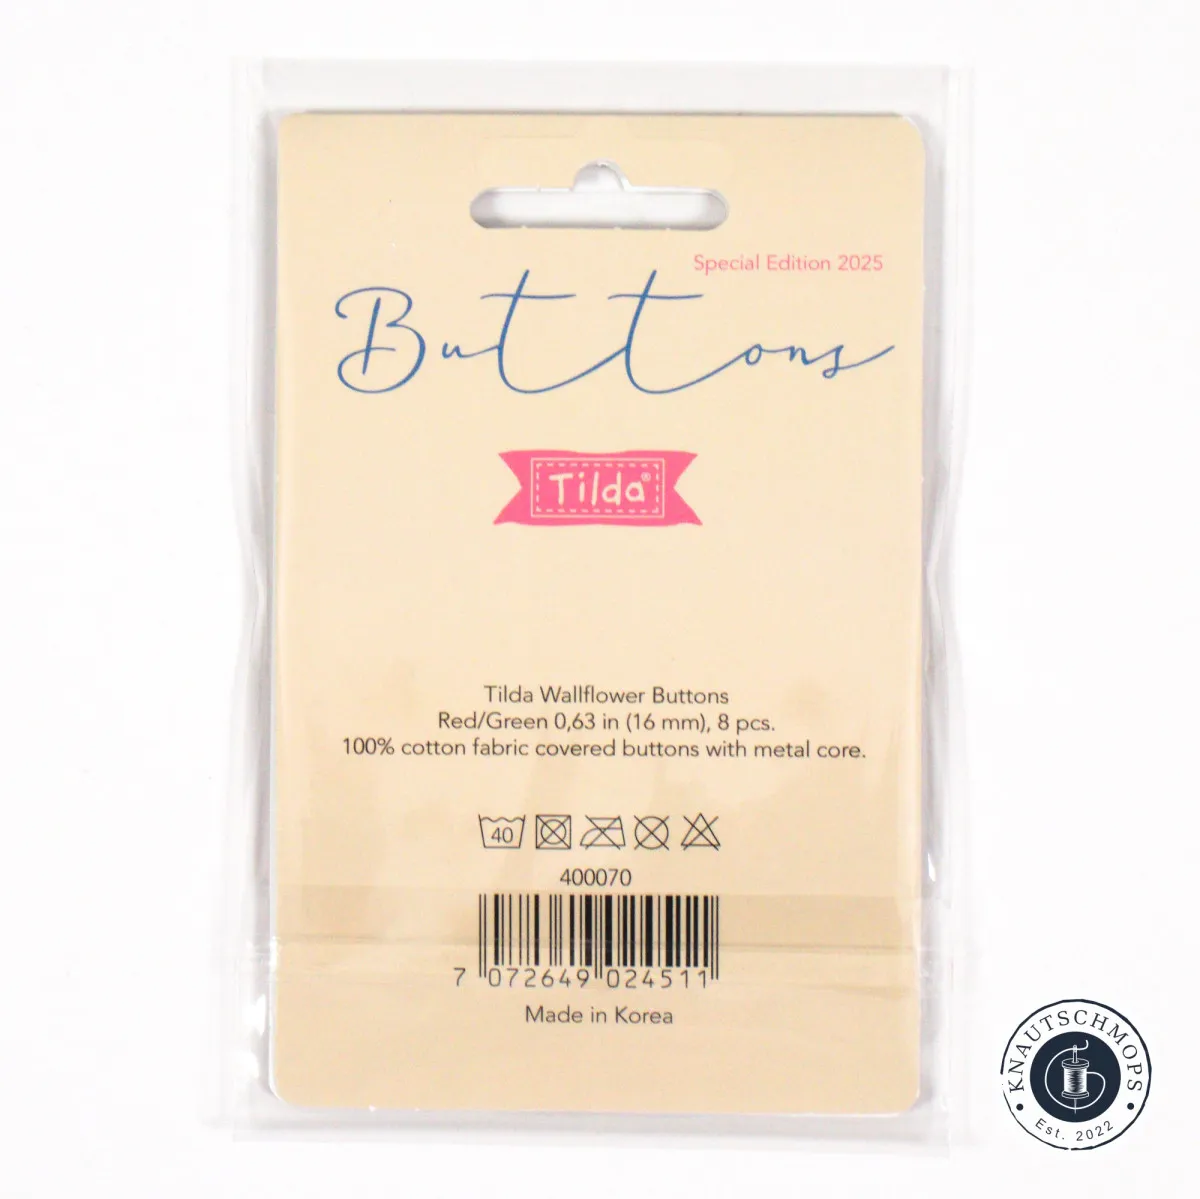 Special Edition 2025
Buttons
Tilda®
Tilda Wallflower Buttons
Red/Green 0,63 in (16 mm), 8 pcs.
100% cotton fabric covered buttons with metal core.
40
400070
7 072649 024511
Made in Korea
KNAUTSCHMOPS
Est. 2022